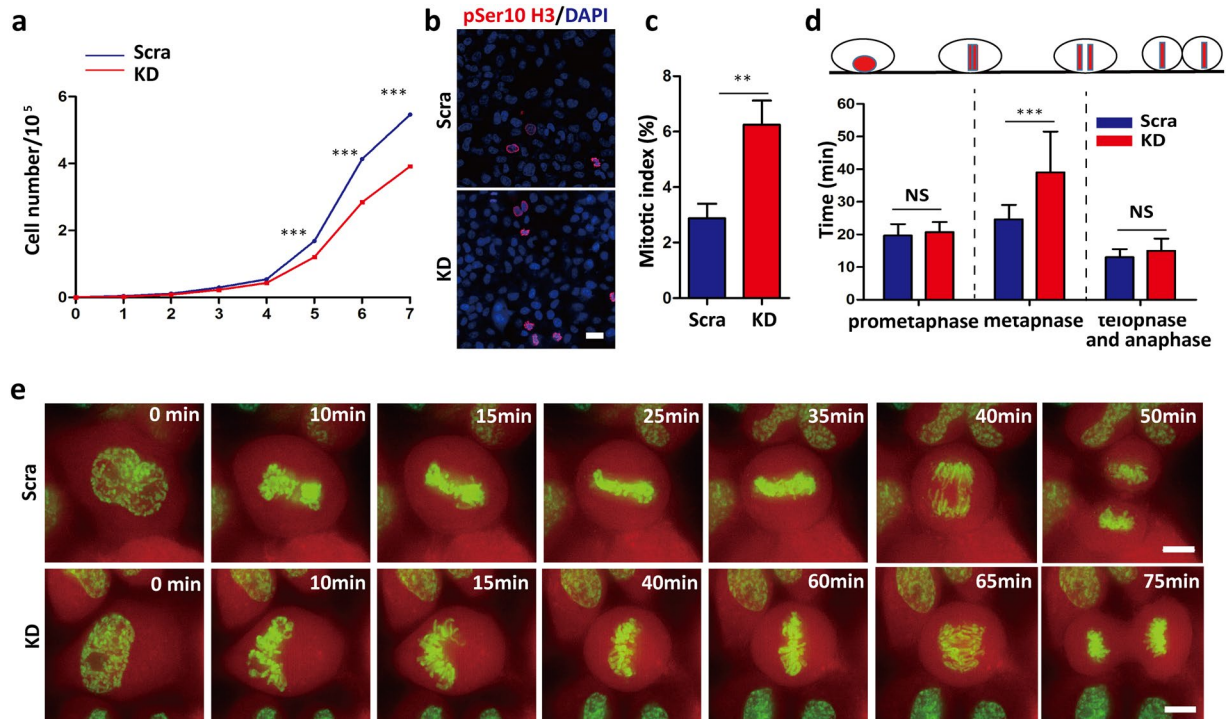 a
Scra
KD
Cell number/10⁵
6
4
2
0
0 1 2 3 4 5 6 7
***
***
***
b
pSer10 H3/DAPI
Scra
KD
c
Mitotic index (%)
8
6
4
2
0
**
Scra KD
d
Time (min)
60
50
40
30
20
10
0
NS
***
NS
Scra
KD
prometaphase
metapnase
telophase
and anaphase
e
Scra
0 min 10min 15min 25min 35min 40min 50min
KD
0 min 10min 15min 40min 60min 65min 75min